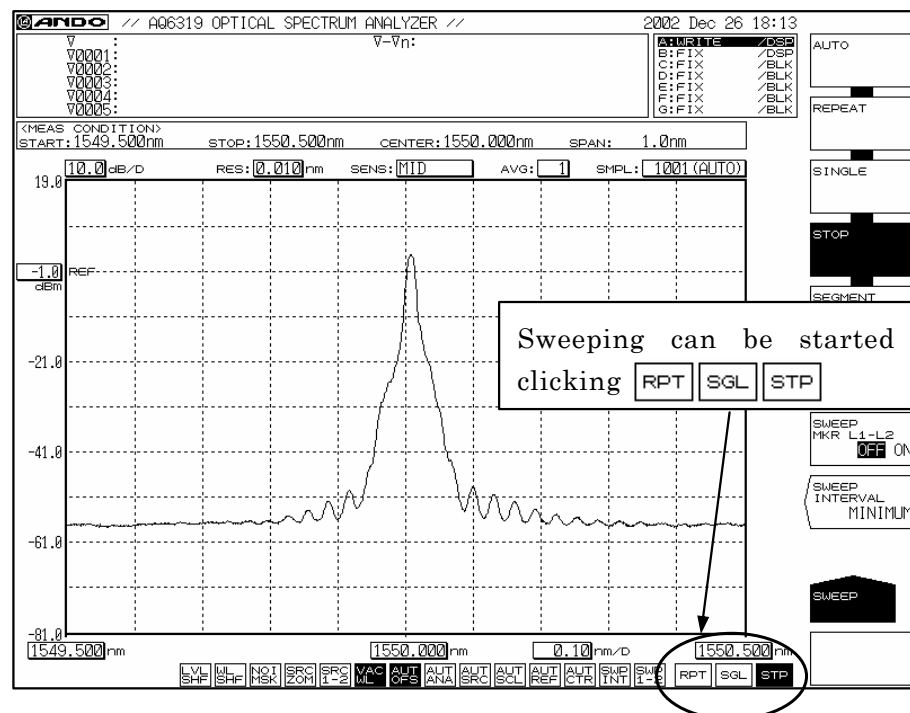 ANDO // AQ6319 OPTICAL SPECTRUM ANALYZER // 2002 Dec 26 18:13
∇ : ∇-∇n:
∇0001:
∇0002:
∇0003:
∇0004:
∇0005:
A:WRITE /DSP
B:FIX /DSP
C:FIX /BLK
D:FIX /BLK
E:FIX /BLK
F:FIX /BLK
G:FIX /BLK
<MEAS CONDITION>
START:1549.500nm STOP:1550.500nm CENTER:1550.000nm SPAN: 1.0nm
10.0 dB/D RES:0.010nm SENS:MID AVG: 1 SMPL: 1001(AUTO)
19.0
-1.0 REF
dBm
-21.0
-41.0
-61.0
-81.0
1549.500nm 1550.000nm 0.10nm/D 1550.500nm
LVL SHF
WL SHF
NOI MSK
SRC ZOM
SRC 1-2
VAC WL
AUT OFS
AUT ANA
AUT SRC
AUT SCL
AUT REF
AUT CTR
SWP INT
SWP 1-2
RPT SGL STP
Sweeping can be started
clicking RPT SGL STP
AUTO
REPEAT
SINGLE
STOP
SEGMENT
SWEEP
MKR L1-L2
OFF ON
SWEEP
INTERVAL
MINIMUM
SWEEP